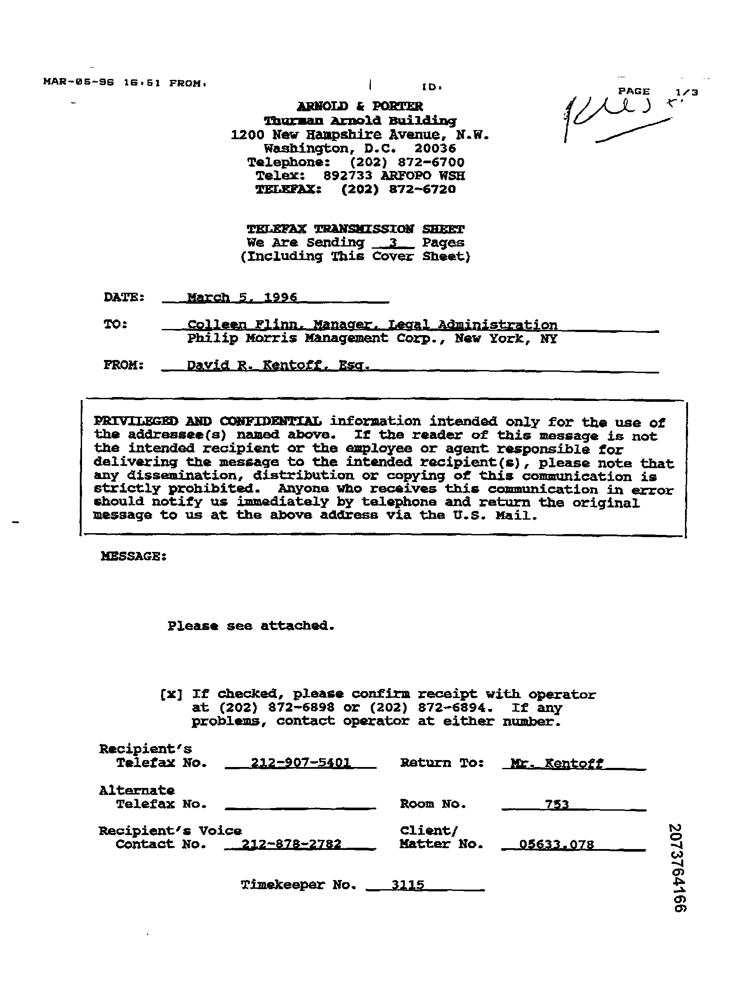 MAR-05-96 16:51 FROM: ID: PAGE 1/3
ARNOLD & PORTER
Thurman Arnold Building
1200 New Hampshire Avenue, N.W.
Washington, D.C. 20036
Telephone: (202) 872-6700
Telex: 892733 ARFOPO WSH
TELEFAX: (202) 872-6720
TELEFAX TRANSMISSION SHEET
We Are Sending 3 Pages
(Including This Cover Sheet)
DATE: March 5, 1996
TO: Colleen Flinn, Manager, Legal Administration
Philip Morris Management Corp., New York, NY
FROM: David R. Kentoff, Esq.
PRIVILEGED AND CONFIDENTIAL information intended only for the use of
the addressee(s) named above. If the reader of this message is not
the intended recipient or the employee or agent responsible for
delivering the message to the intended recipient(s), please note that
any dissemination, distribution or copying of this communication is
strictly prohibited. Anyone who receives this communication in error
should notify us immediately by telephone and return the original
message to us at the above address via the U.S. Mail.
MESSAGE:
Please see attached.
[x] If checked, please confirm receipt with operator
at (202) 872-6898 or (202) 872-6894. If any
problems, contact operator at either number.
Recipient's
Telefax No. 212-907-5401 Return To: Mr. Kentoff
Alternate
Telefax No. Room No. 753
Recipient's Voice Client/
Contact No. 212-878-2782 Matter No. 05633.078
Timekeeper No. 3115
2073764166